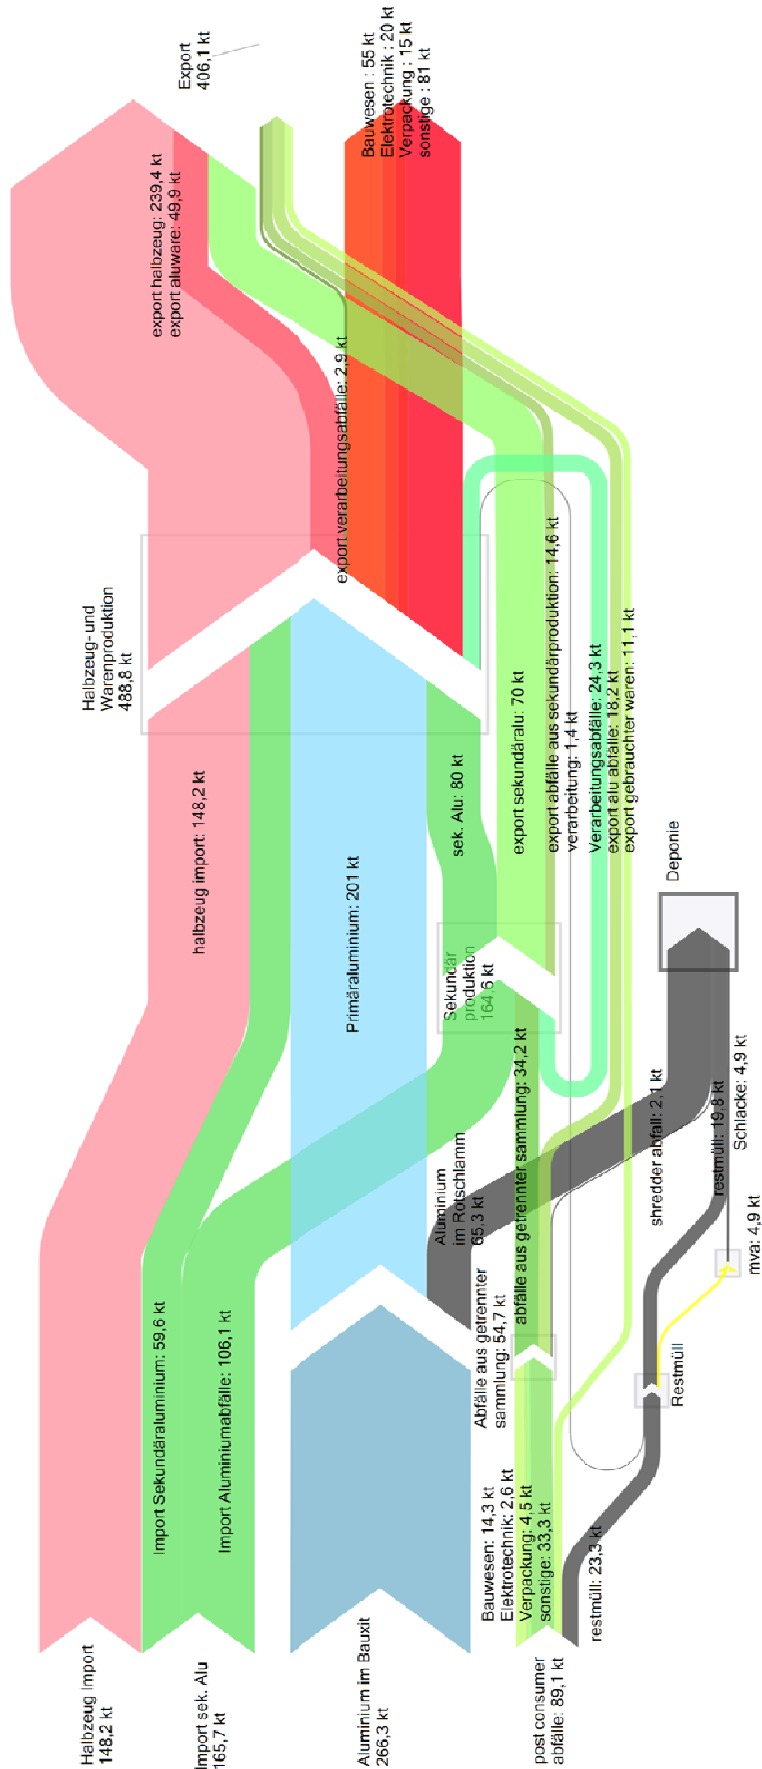 Halbzeug Import
148,2 kt
Import sek. Alu
165,7 kt
Aluminium im Bauxit
266,3 kt
post consumer
abfälle: 89,1 kt
Import Sekundäraluminium: 59,6 kt
Import Aluminiumabfälle: 106,1 kt
Bauwesen: 14,3 kt
Elektrotechnik: 2,6 kt
Verpackung: 4,5 kt
sonstige: 33,3 kt
restmüll: 23,3 kt
Abfälle aus getrennter
sammlung: 54,7 kt
Restmüll
Aluminium
im Rotschlamm
65,3 kt
abfälle aus getrennter sammlung: 34,2 kt
shredder abfall: 2,1 kt
restmüll: 19,8 kt
Schlacke: 4,9 kt
mva: 4,9 kt
halbzeug import: 148,2 kt
Primäraluminium: 201 kt
Sekundär
produktion
164,6 kt
Deponie
sek. Alu: 80 kt
export sekundäralu: 70 kt
export abfälle aus sekundärproduktion: 14,6 kt
verarbeitung: 1,4 kt
Verarbeitungsabfälle: 24,3 kt
export alu abfälle: 18,2 kt
export gebrauchter waren: 11,1 kt
Halbzeug- und
Warenproduktion
488,8 kt
export halbzeug: 239,4 kt
export aluware: 49,9 kt
export verarbeitungsabfälle: 2,9 kt
Export
406,1 kt
Bauwesen : 55 kt
Elektrotechnik : 20 kt
Verpackung : 15 kt
sonstige : 81 kt